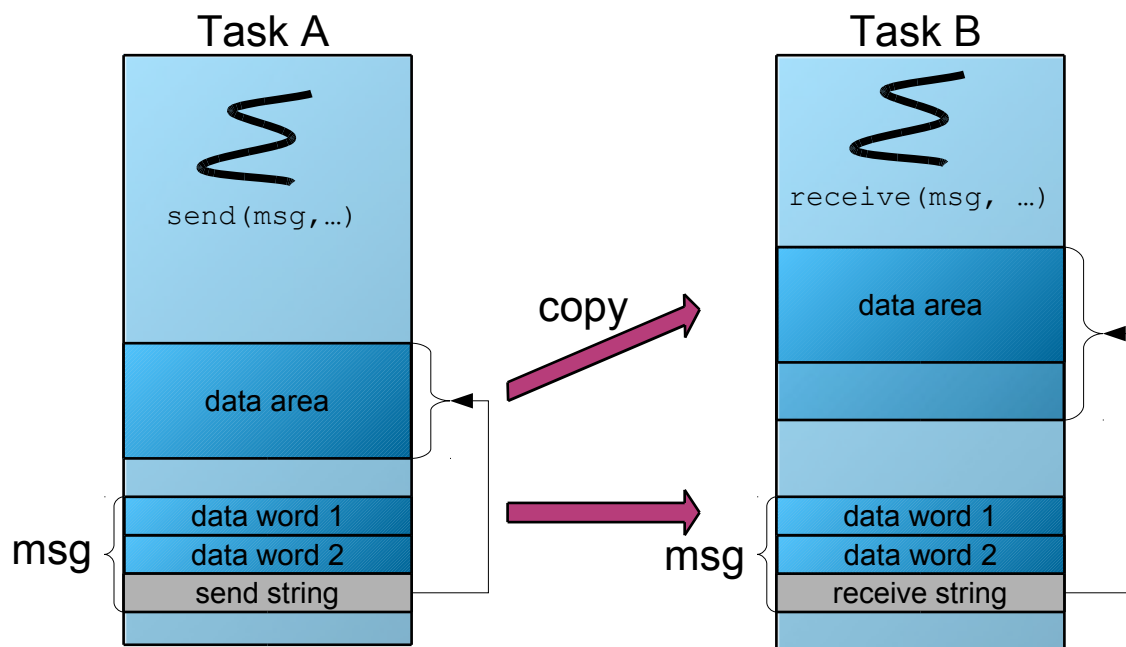 Task A
send(msg,…)
data area
data word 1
data word 2
send string
msg
copy
Task B
receive(msg, …)
data area
data word 1
data word 2
receive string
msg